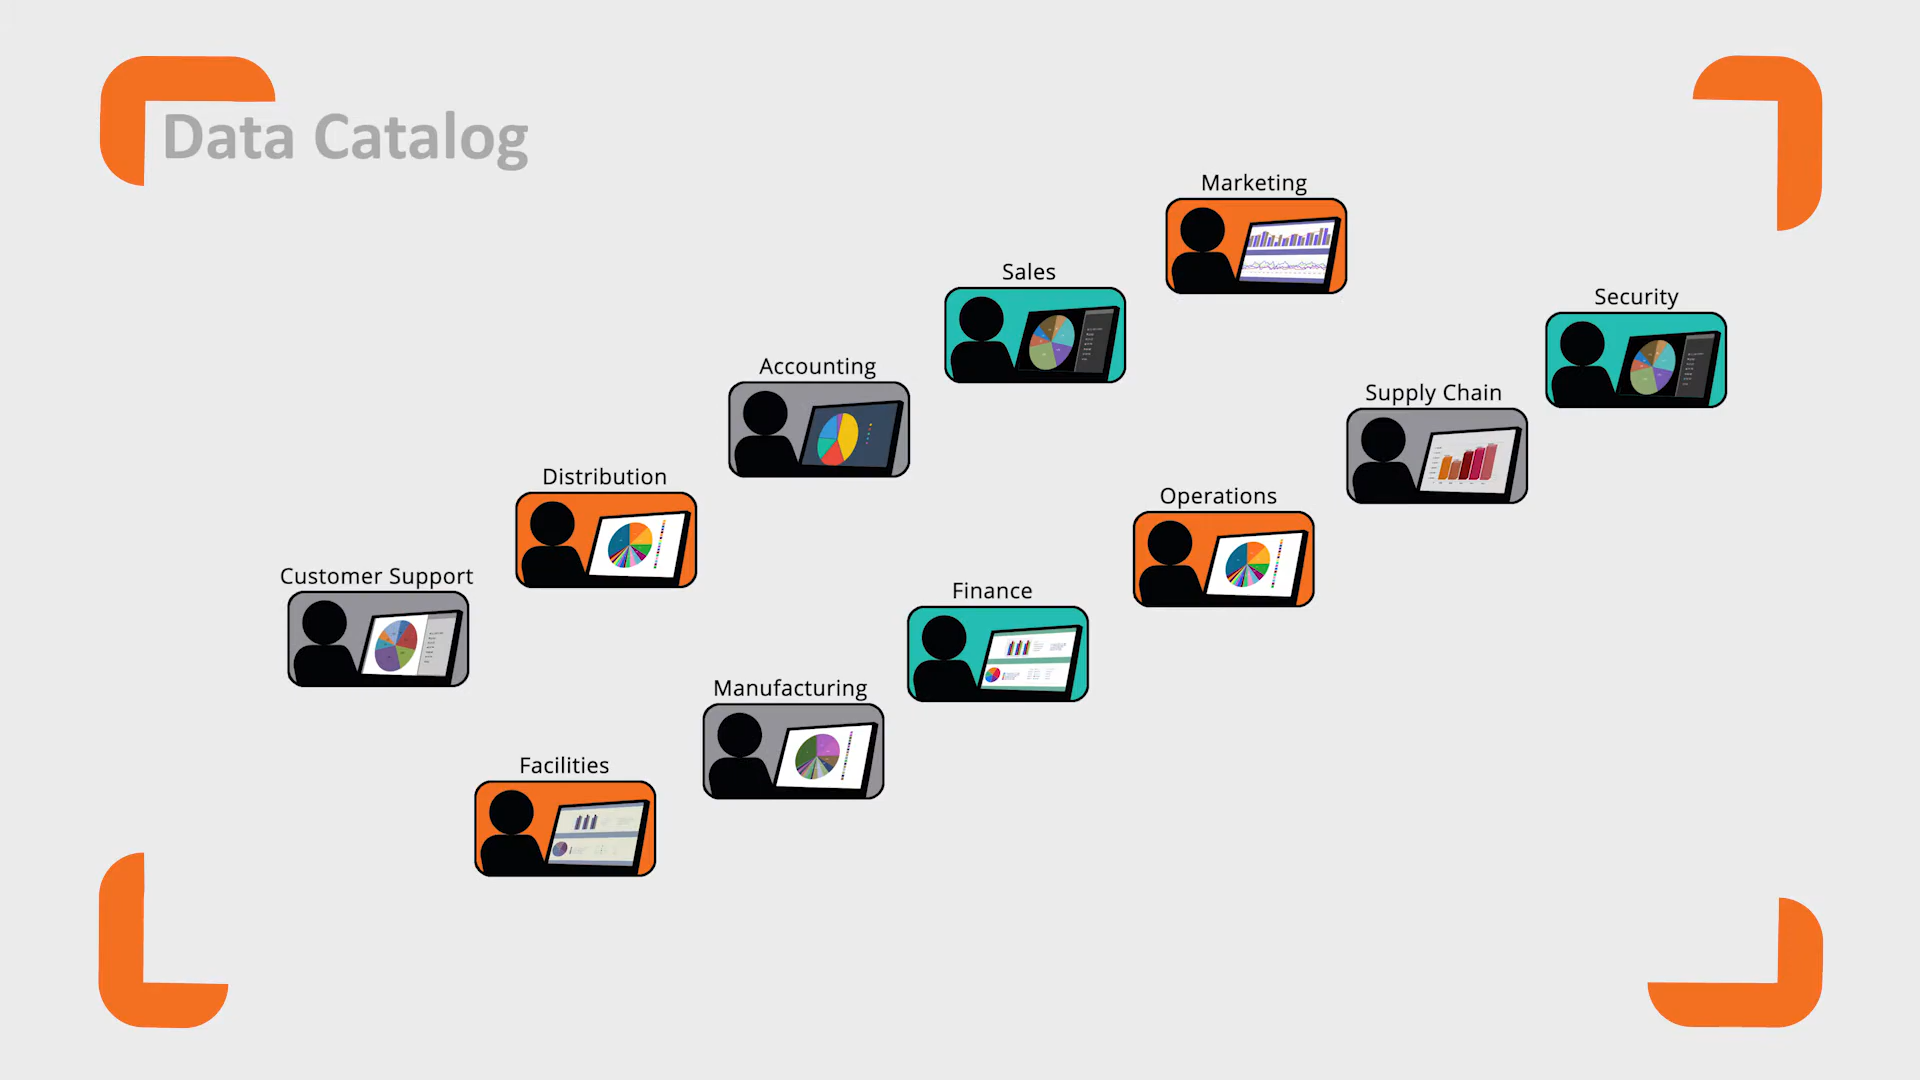 Data Catalog
Marketing
Sales
Security
Accounting
Supply Chain
Distribution
Operations
Customer Support
Finance
Manufacturing
Facilities